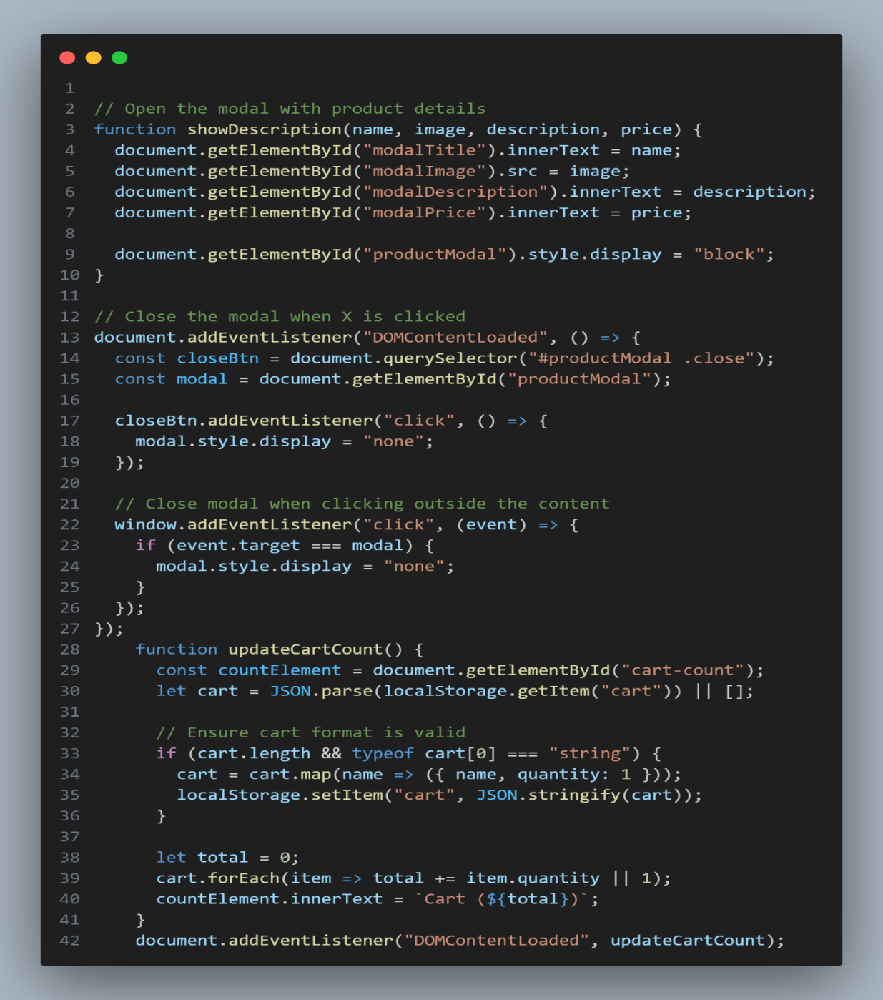 1
2 // Open the modal with product details
3 function showDescription(name, image, description, price) {
4   document.getElementById("modalTitle").innerText = name;
5   document.getElementById("modalImage").src = image;
6   document.getElementById("modalDescription").innerText = description;
7   document.getElementById("modalPrice").innerText = price;
8
9   document.getElementById("productModal").style.display = "block";
10 }
11
12 // Close the modal when X is clicked
13 document.addEventListener("DOMContentLoaded", () => {
14   const closeBtn = document.querySelector("#productModal .close");
15   const modal = document.getElementById("productModal");
16
17   closeBtn.addEventListener("click", () => {
18     modal.style.display = "none";
19   });
20
21   // Close modal when clicking outside the content
22   window.addEventListener("click", (event) => {
23     if (event.target === modal) {
24       modal.style.display = "none";
25     }
26   });
27 });
28     function updateCartCount() {
29       const countElement = document.getElementById("cart-count");
30       let cart = JSON.parse(localStorage.getItem("cart")) || [];
31
32       // Ensure cart format is valid
33       if (cart.length && typeof cart[0] === "string") {
34         cart = cart.map(name => ({ name, quantity: 1 }));
35         localStorage.setItem("cart", JSON.stringify(cart));
36       }
37
38       let total = 0;
39       cart.forEach(item => total += item.quantity || 1);
40       countElement.innerText = `Cart (${total})`;
41     }
42     document.addEventListener("DOMContentLoaded", updateCartCount);